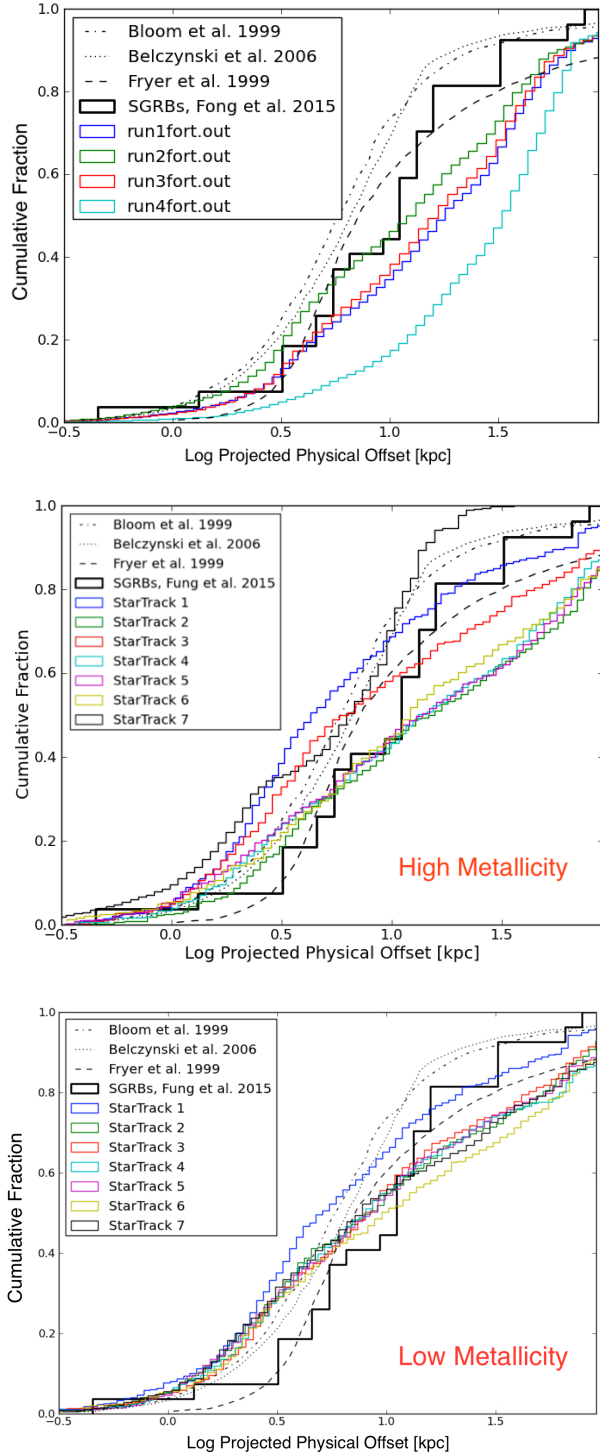 Bloom et al. 1999
Belczynski et al. 2006
Fryer et al. 1999
SGRBs, Fong et al. 2015
run1fort.out
run2fort.out
run3fort.out
run4fort.out
Cumulative Fraction
1.0
0.8
0.6
0.4
0.2
0.0
−0.5
0.0
0.5
1.0
1.5
Log Projected Physical Offset [kpc]
Bloom et al. 1999
Belczynski et al. 2006
Fryer et al. 1999
SGRBs, Fung et al. 2015
StarTrack 1
StarTrack 2
StarTrack 3
StarTrack 4
StarTrack 5
StarTrack 6
StarTrack 7
High Metallicity
Cumulative Fraction
1.0
0.8
0.6
0.4
0.2
0.0
−0.5
0.0
0.5
1.0
1.5
Log Projected Physical Offset [kpc]
Bloom et al. 1999
Belczynski et al. 2006
Fryer et al. 1999
SGRBs, Fung et al. 2015
StarTrack 1
StarTrack 2
StarTrack 3
StarTrack 4
StarTrack 5
StarTrack 6
StarTrack 7
Low Metallicity
Cumulative Fraction
1.0
0.8
0.6
0.4
0.2
0.0
−0.5
0.0
0.5
1.0
1.5
Log Projected Physical Offset [kpc]